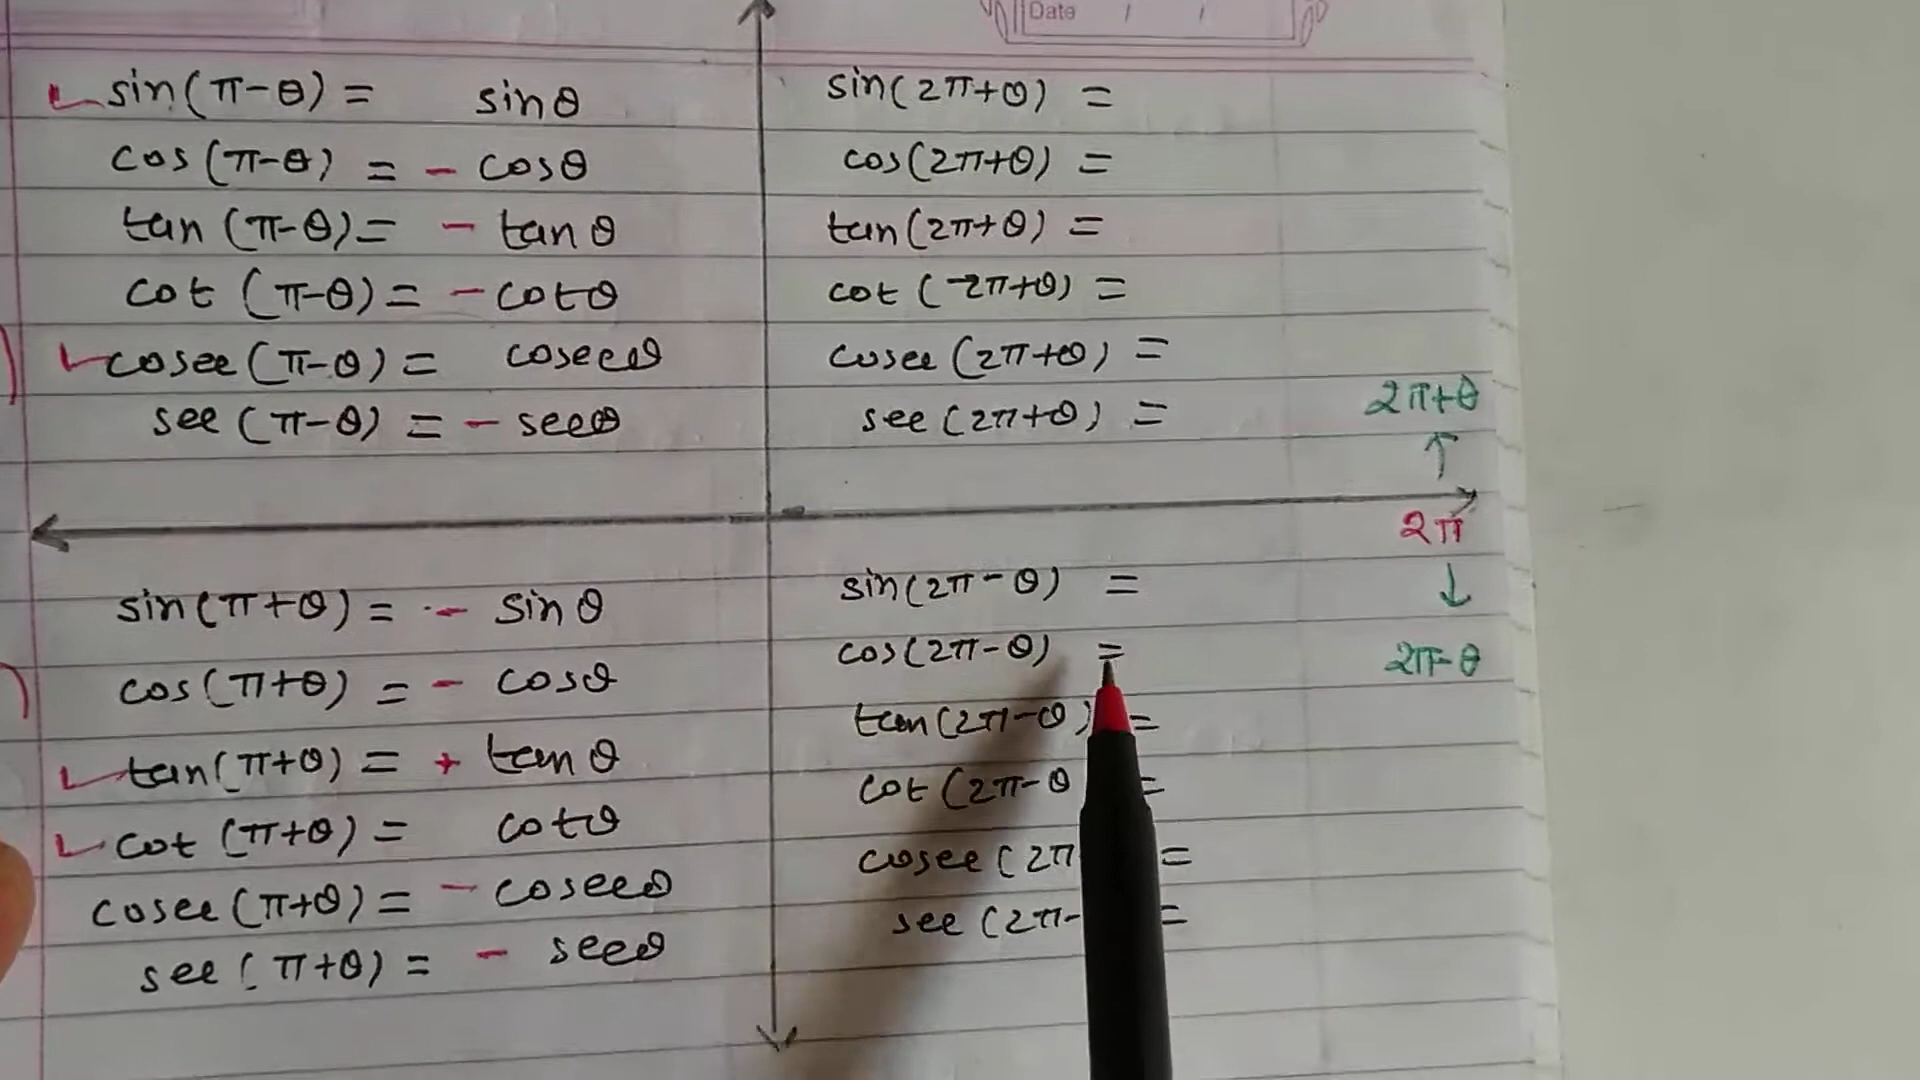 Date / /
sin(π-θ) = sinθ
cos(π-θ) = - cosθ
tan(π-θ) = - tanθ
cot(π-θ) = - cotθ
cosec(π-θ) = cosecθ
sec(π-θ) = - secθ
sin(2π+θ) =
cos(2π+θ) =
tan(2π+θ) =
cot(2π+θ) =
cosec(2π+θ) =
sec(2π+θ) =
2π+θ
↑
2π
↓
2π-θ
sin(π+θ) = - sinθ
cos(π+θ) = - cosθ
tan(π+θ) = + tanθ
cot(π+θ) = cotθ
cosec(π+θ) = - cosecθ
sec(π+θ) = - secθ
sin(2π-θ) =
cos(2π-θ) =
tan(2π-θ) =
cot(2π-θ =
cosec(2π =
sec(2π- =